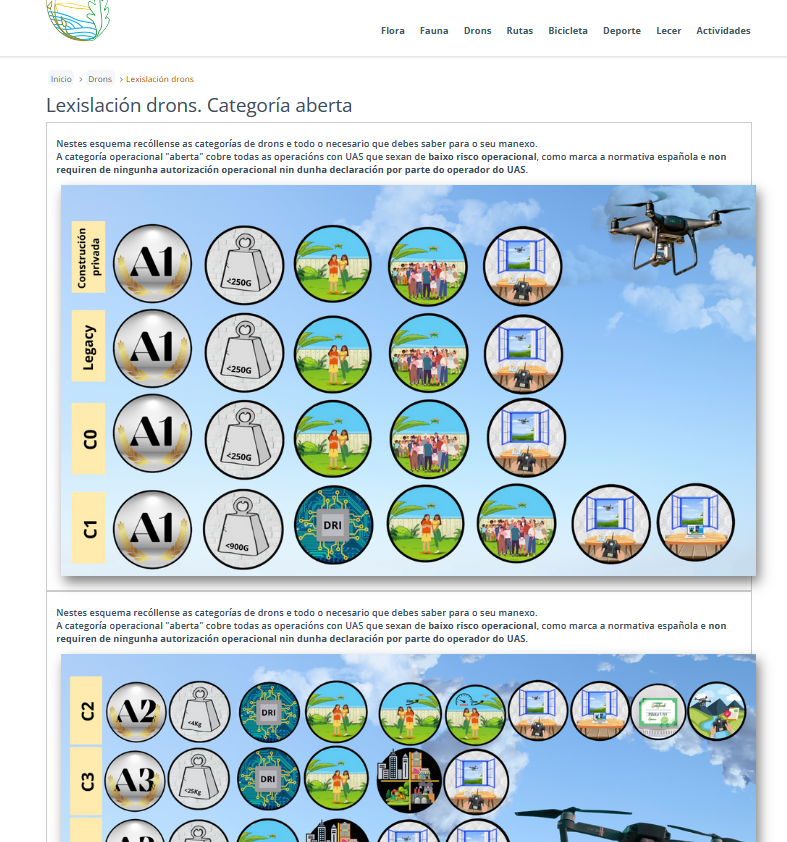 Flora Fauna Drons Rutas Bicicleta Deporte Lecer Actividades
Inicio > Drons > Lexislación drons
Lexislación drons. Categoría aberta
Nestes esquema recóllense as categorías de drons e todo o necesario que debes saber para o seu manexo.
A categoría operacional "aberta" cobre todas as operacións con UAS que sexan de baixo risco operacional, como marca a normativa española e non
requiren de ningunha autorización operacional nin dunha declaración por parte do operador do UAS.
Construción
privada
A1
<250G
Legacy
A1
<250G
C0
A1
<250G
C1
A1
<900G
DRI
Nestes esquema recóllense as categorías de drons e todo o necesario que debes saber para o seu manexo.
A categoría operacional "aberta" cobre todas as operacións con UAS que sexan de baixo risco operacional, como marca a normativa española e non
requiren de ningunha autorización operacional nin dunha declaración por parte do operador do UAS.
C2
A2
<4Kg
DRI
C3
A3
<25Kg
DRI